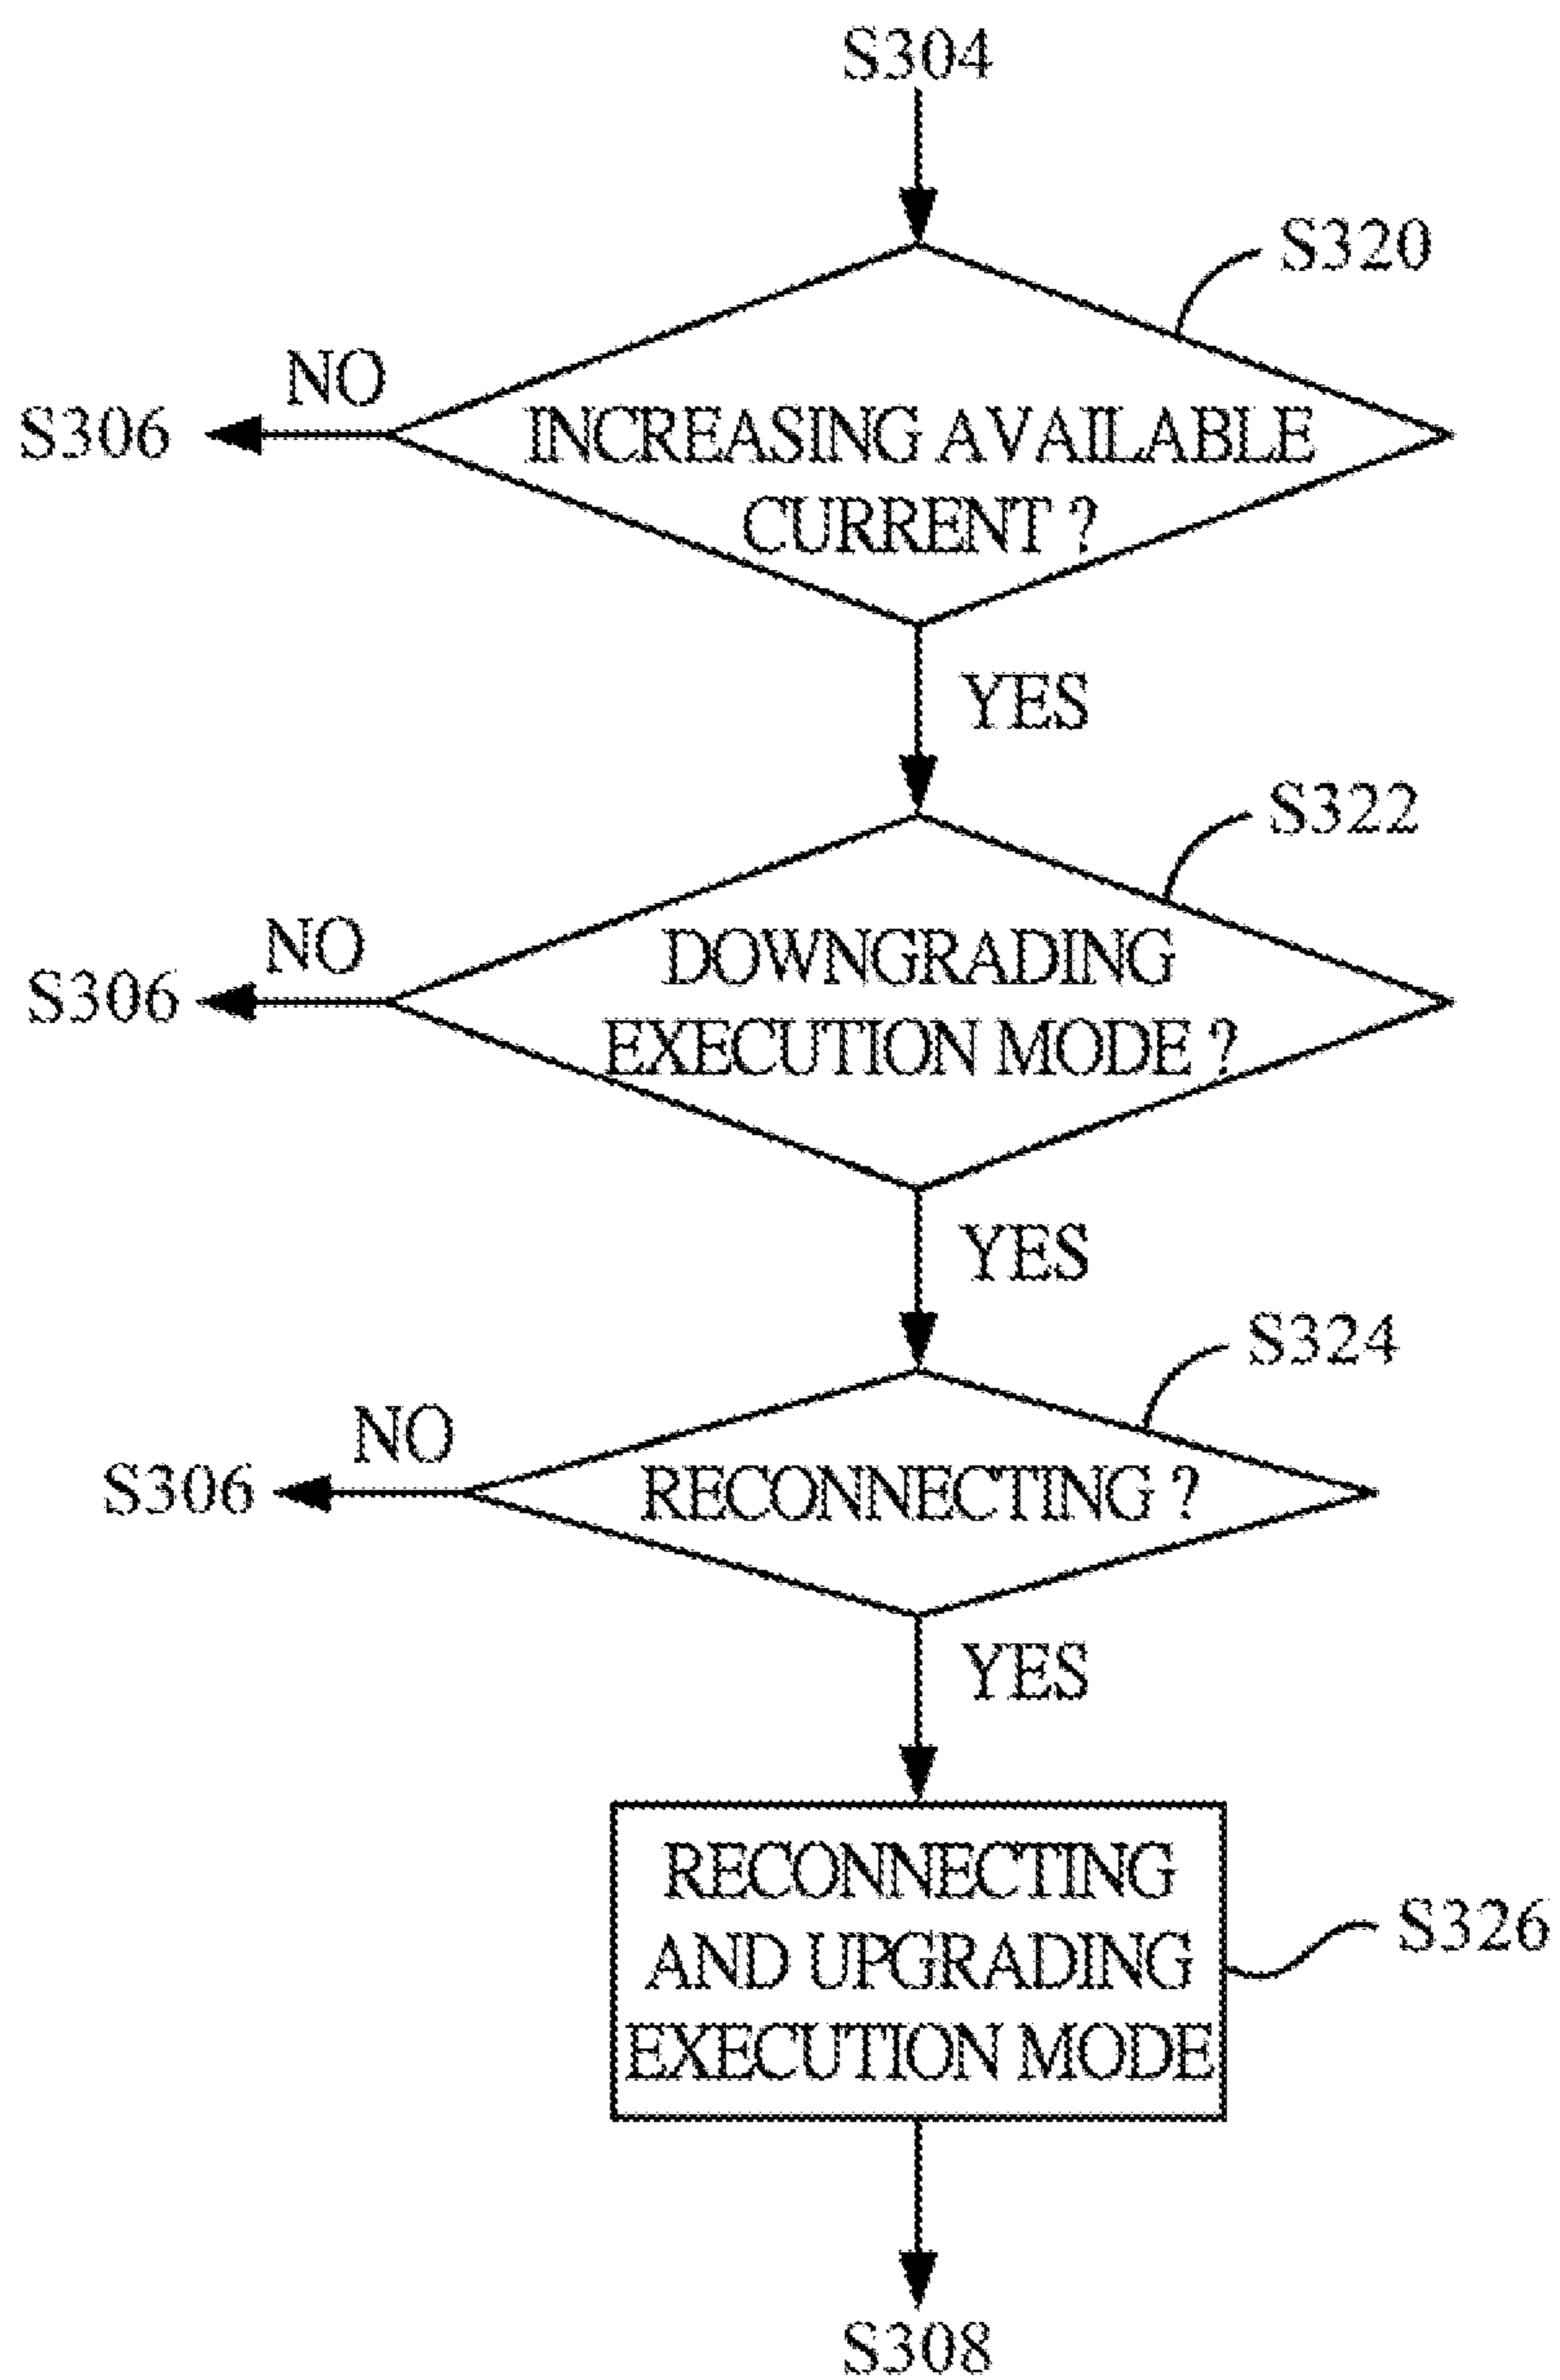 S304
S320
NO
S306
INCREASING AVAILABLE
CURRENT ?
YES
S322
NO
S306
DOWNGRADING
EXECUTION MODE ?
YES
S324
NO
S306
RECONNECTING ?
YES
RECONNECTING
AND UPGRADING
EXECUTION MODE
S326
S308